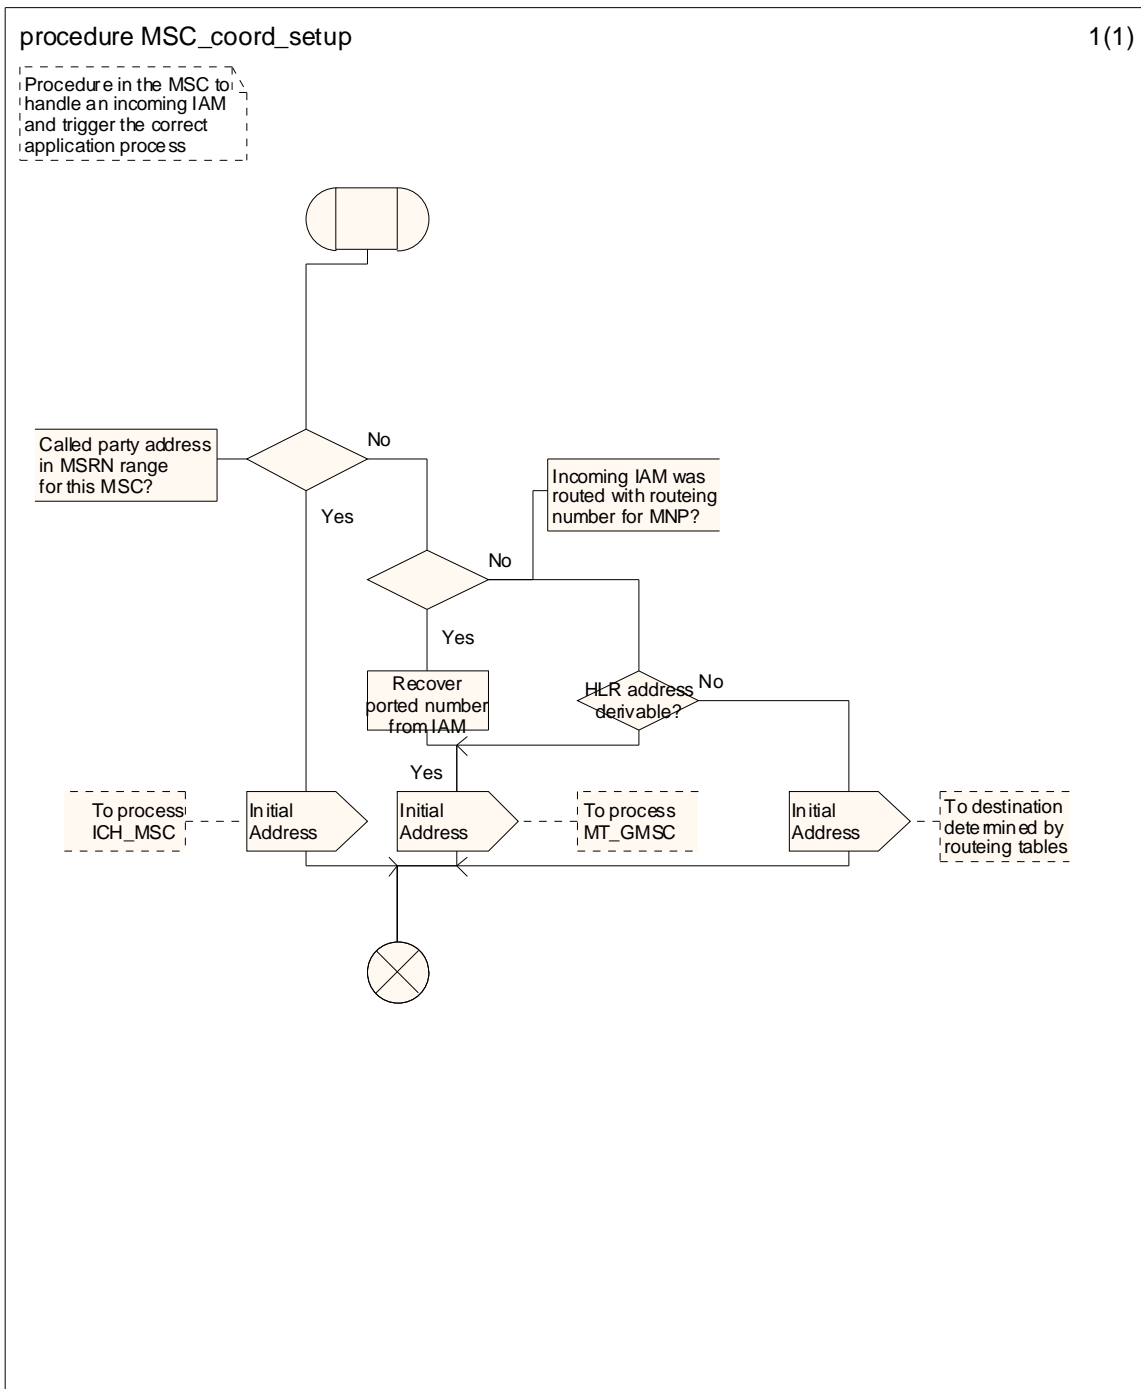 procedure MSC_coord_setup
1(1)
Procedure in the MSC to
handle an incoming IAM
and trigger the correct
application process
Called party address
in MSRN range
for this MSC?
No
Yes
Incoming IAM was
routed with routeing
number for MNP?
No
Yes
Recover
ported number
from IAM
HLR address
derivable?
No
Yes
To process
ICH_MSC
Initial
Address
Initial
Address
To process
MT_GMSC
Initial
Address
To destination
determined by
routeing tables